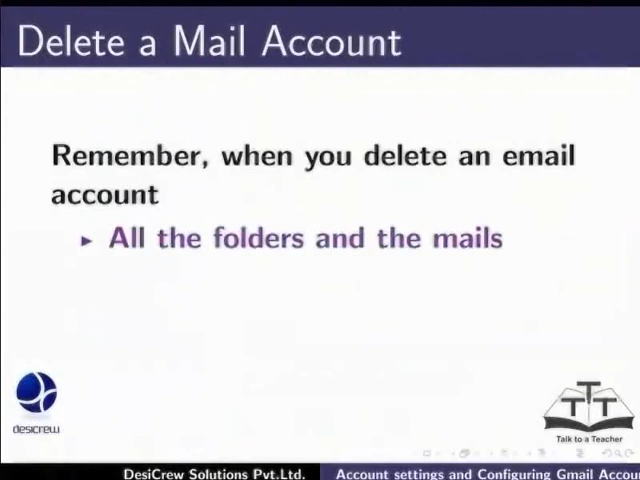 Delete a Mail Account
Remember, when you delete an email
account
All the folders and the mails
desicrew
TTT
Talk to a Teacher
DesiCrew Solutions Pvt.Ltd.
Account settings and Configuring Gmail Accou